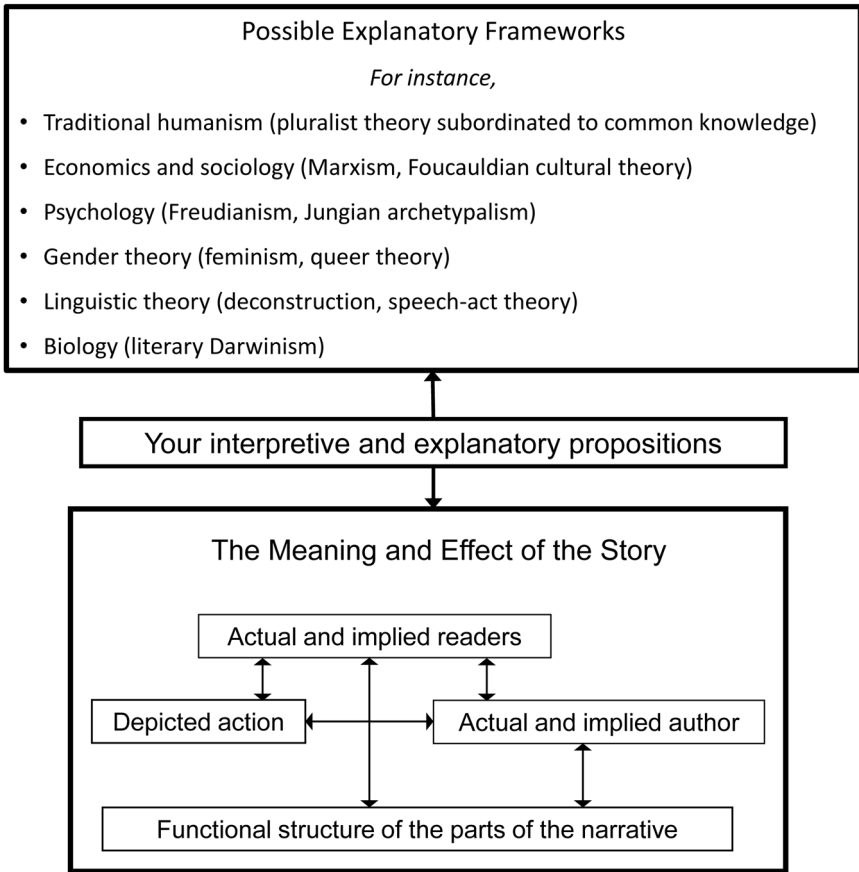 Possible Explanatory Frameworks
For instance,
• Traditional humanism (pluralist theory subordinated to common knowledge)
• Economics and sociology (Marxism, Foucauldian cultural theory)
• Psychology (Freudianism, Jungian archetypalism)
• Gender theory (feminism, queer theory)
• Linguistic theory (deconstruction, speech-act theory)
• Biology (literary Darwinism)
Your interpretive and explanatory propositions
The Meaning and Effect of the Story
Actual and implied readers
Depicted action
Actual and implied author
Functional structure of the parts of the narrative